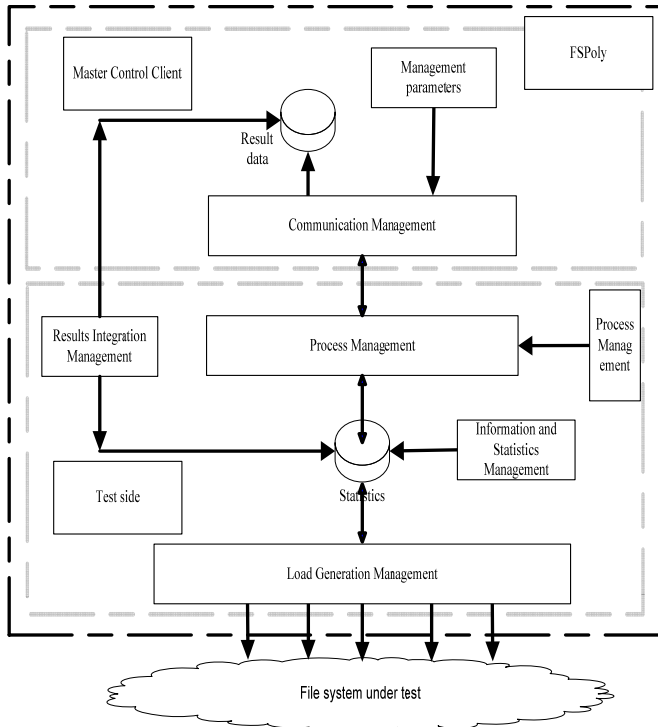 FSPoly
Master Control Client
Management
parameters
Result
data
Communication Management
Results Integration
Management
Process Management
Process
Manag
ement
Information and
Statistics
Management
Statistics
Test side
Load Generation Management
File system under test